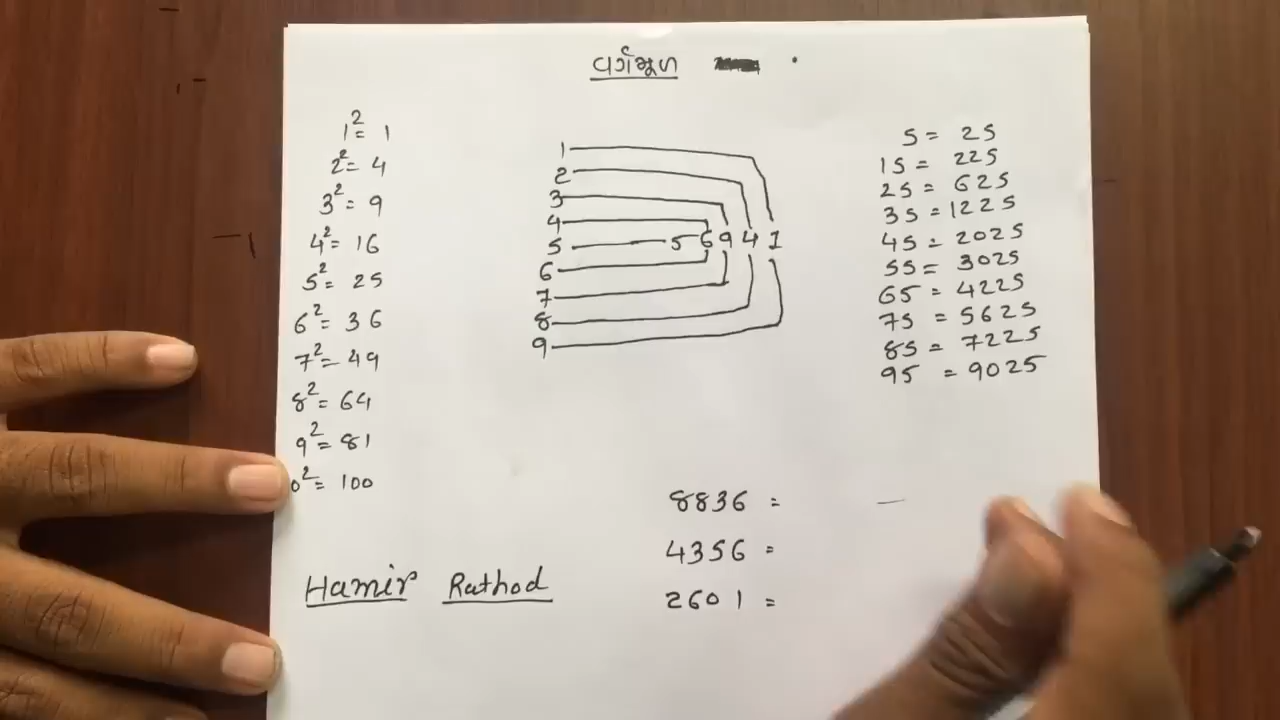 વર્ગમૂળ
1² = 1
2² = 4
3² = 9
4² = 16
5² = 25
6² = 36
7² = 49
8² = 64
9² = 81
0² = 100
1
2
3
4
5 5 6 9 4 1
6
7
8
9
5 = 25
15 = 225
25 = 625
35 = 1225
45 = 2025
55 = 3025
65 = 4225
75 = 5625
85 = 7225
95 = 9025
8836 =
4356 =
2601 =
Hamir Rathod